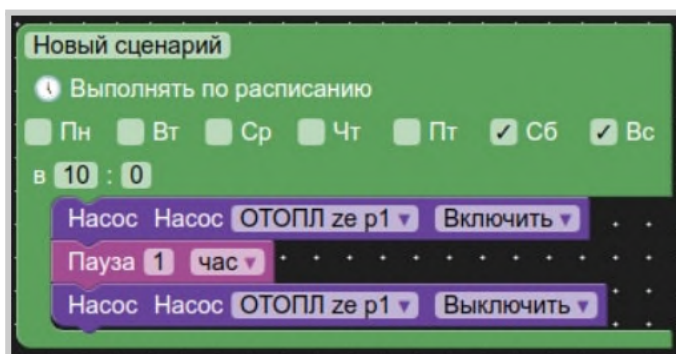 Новый сценарий
Выполнять по расписанию
Пн Вт Ср Чт Пт Сб Вс
в 10 : 0
Насос Насос ОТОПЛ ze p1 Включить
Пауза 1 час
Насос Насос ОТОПЛ ze p1 Выключить